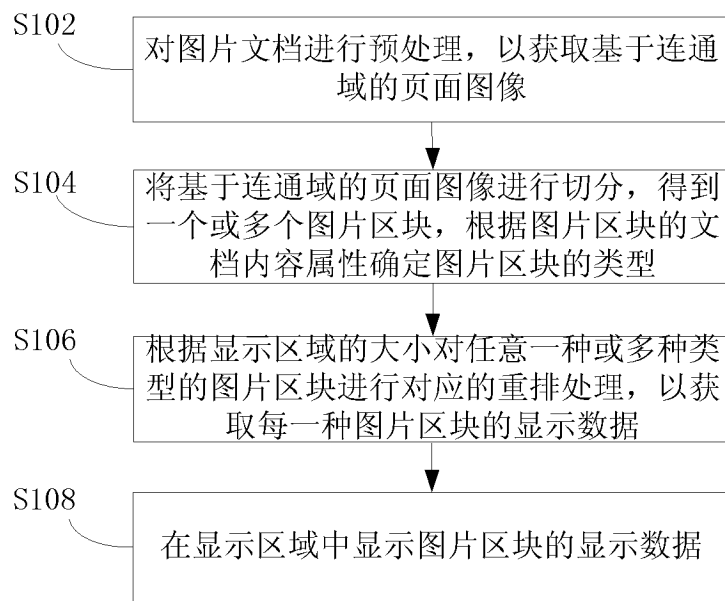 S102
对图片文档进行预处理，以获取基于连通
域的页面图像
S104
将基于连通域的页面图像进行切分，得到
一个或多个图片区块，根据图片区块的文
档内容属性确定图片区块的类型
S106
根据显示区域的大小对任意一种或多种类
型的图片区块进行对应的重排处理，以获
取每一种图片区块的显示数据
S108
在显示区域中显示图片区块的显示数据